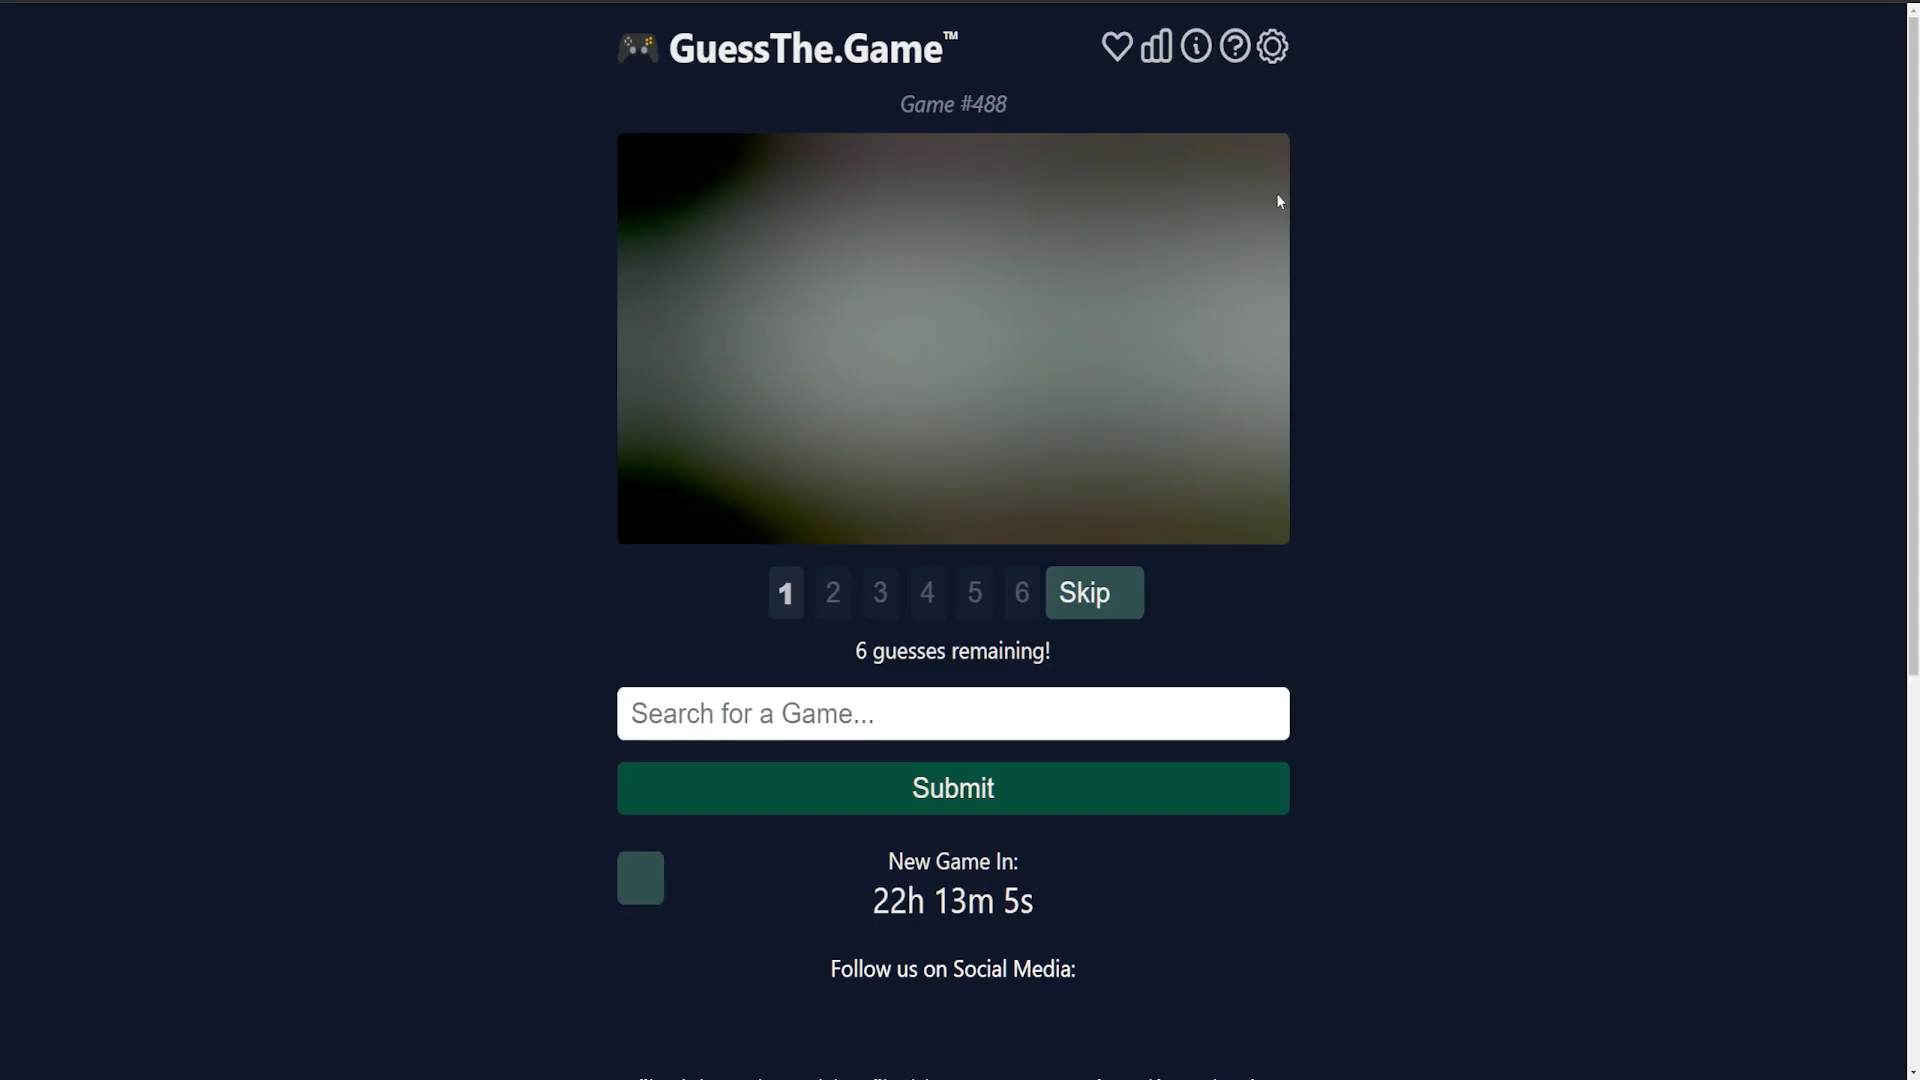 GuessThe.Game™
Game #488
1 2 3 4 5 6 Skip
6 guesses remaining!
Search for a Game...
Submit
New Game In:
22h 13m 5s
Follow us on Social Media: